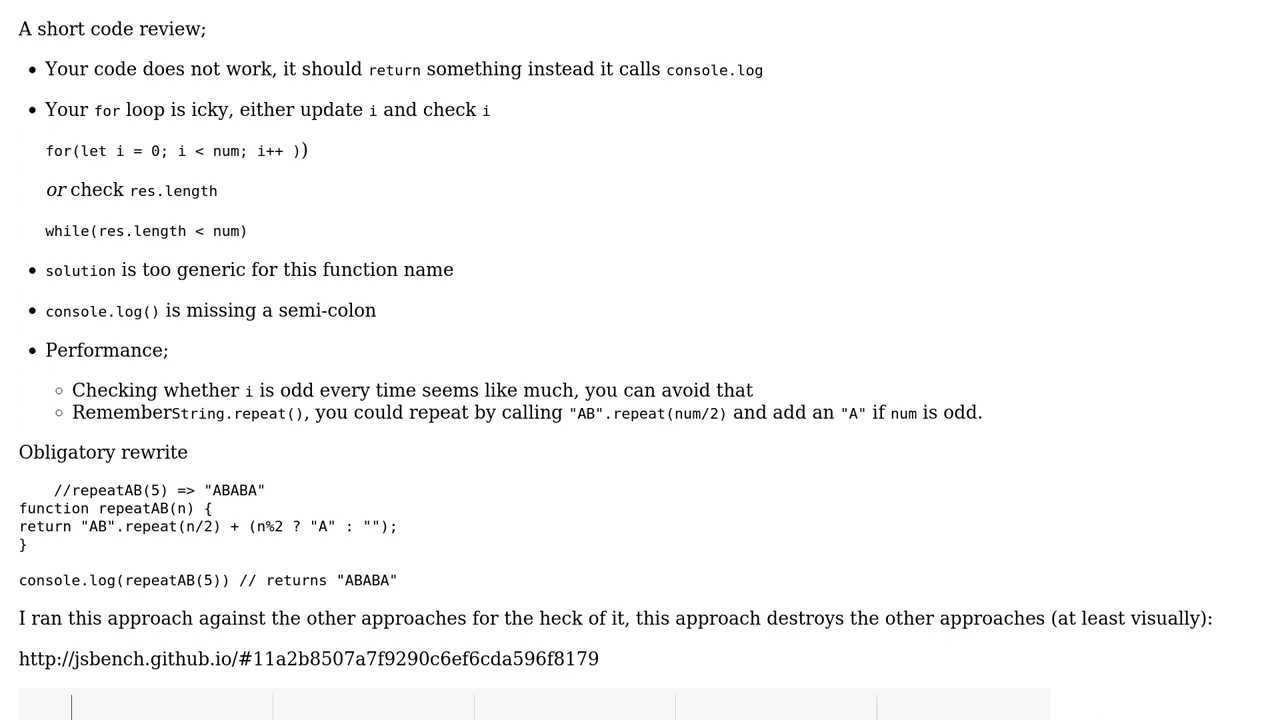 A short code review;
• Your code does not work, it should return something instead it calls console.log
• Your for loop is icky, either update i and check i
for(let i = 0; i < num; i++ ))
or check res.length
while(res.length < num)
• solution is too generic for this function name
• console.log() is missing a semi-colon
• Performance;
◦ Checking whether i is odd every time seems like much, you can avoid that
◦ RememberString.repeat(), you could repeat by calling "AB".repeat(num/2) and add an "A" if num is odd.
Obligatory rewrite
//repeatAB(5) => "ABABA"
function repeatAB(n) {
return "AB".repeat(n/2) + (n%2 ? "A" : "");
}
console.log(repeatAB(5)) // returns "ABABA"
I ran this approach against the other approaches for the heck of it, this approach destroys the other approaches (at least visually):
http://jsbench.github.io/#11a2b8507a7f9290c6ef6cda596f8179